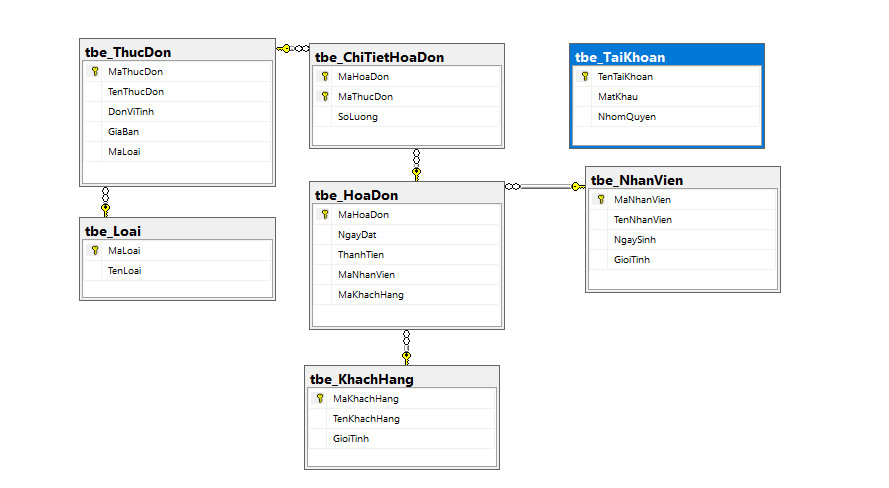 tbe_ThucDon
MaThucDon
TenThucDon
DonViTinh
GiaBan
MaLoai
tbe_ChiTietHoaDon
MaHoaDon
MaThucDon
SoLuong
tbe_TaiKhoan
TenTaiKhoan
MatKhau
NhomQuyen
tbe_Loai
MaLoai
TenLoai
tbe_HoaDon
MaHoaDon
NgayDat
ThanhTien
MaNhanVien
MaKhachHang
tbe_NhanVien
MaNhanVien
TenNhanVien
NgaySinh
GioiTinh
tbe_KhachHang
MaKhachHang
TenKhachHang
GioiTinh